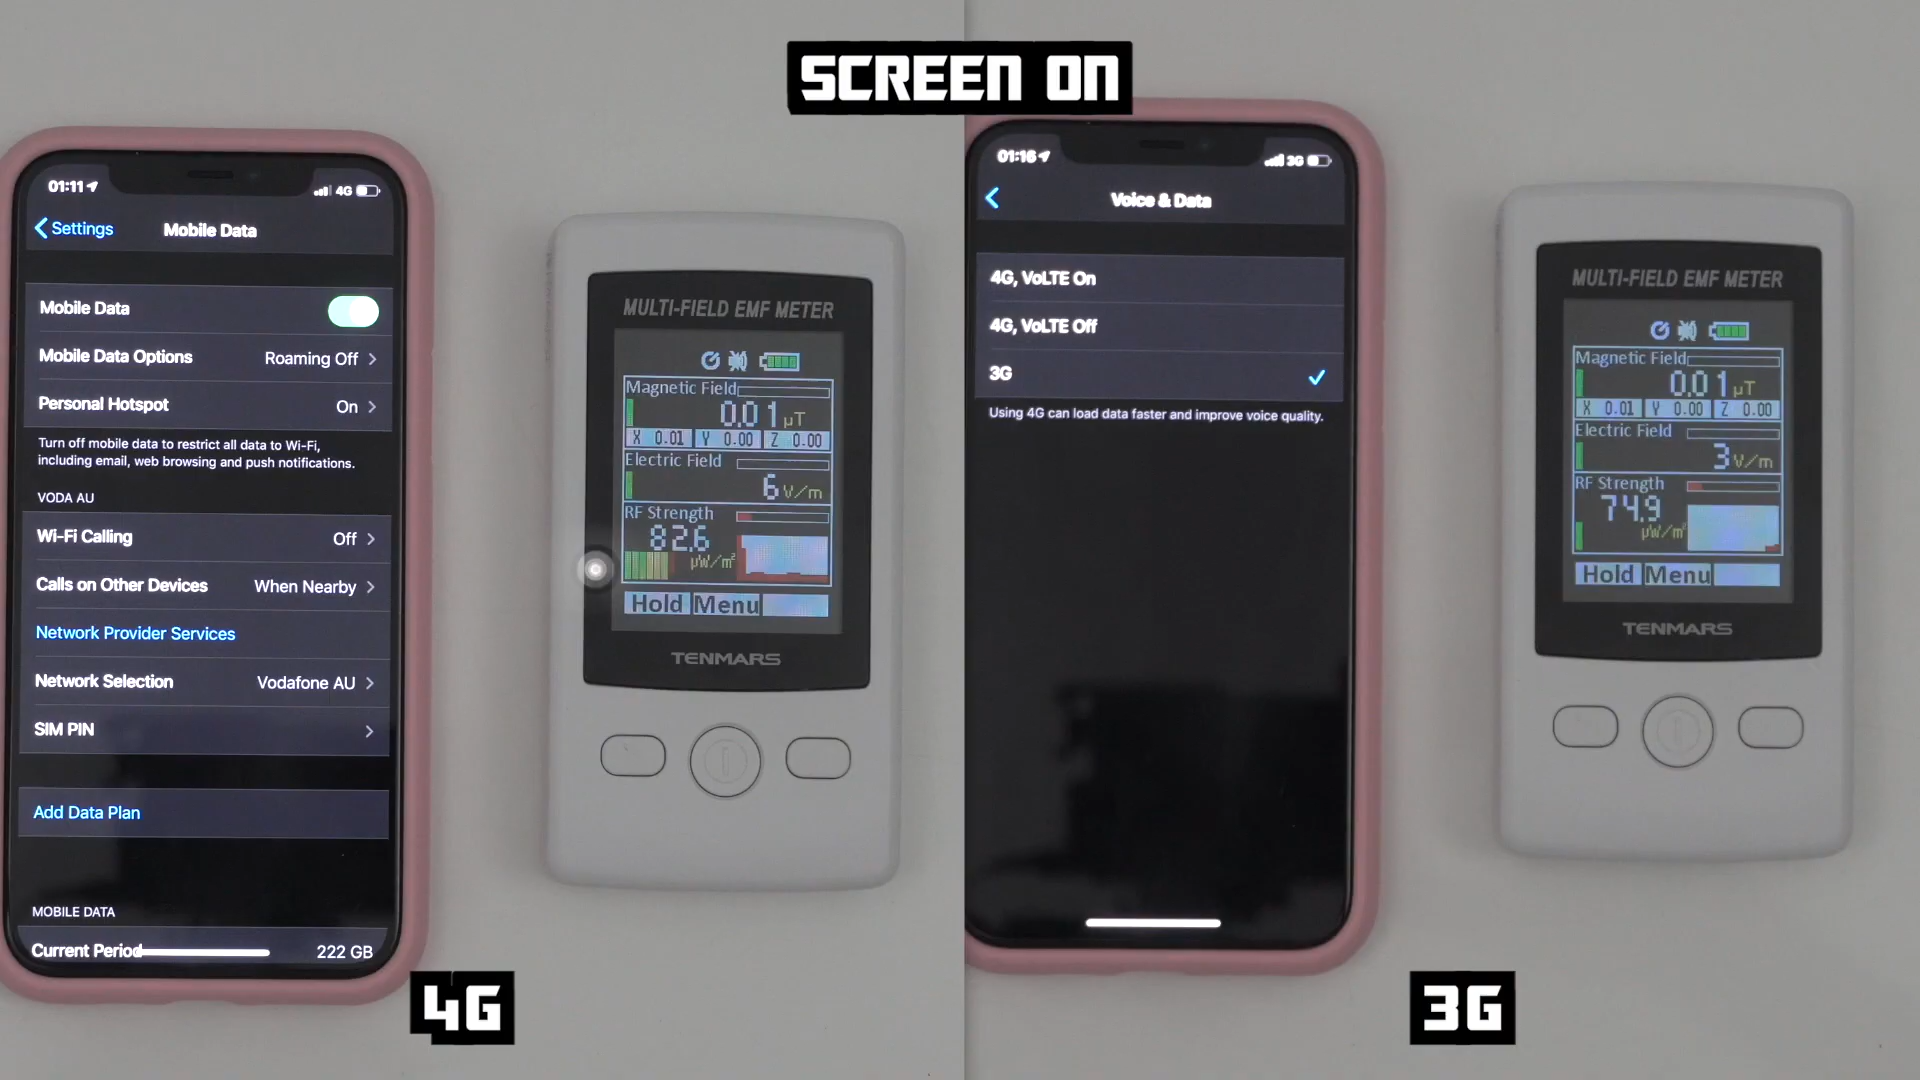 SCREEN ON
01:11
4G
Settings
Mobile Data
Mobile Data
Mobile Data Options
Roaming Off
Personal Hotspot
On
Turn off mobile data to restrict all data to Wi-Fi,
including email, web browsing and push notifications.
VODA AU
Wi-Fi Calling
Off
Calls on Other Devices
When Nearby
Network Provider Services
Network Selection
Vodafone AU
SIM PIN
Add Data Plan
MOBILE DATA
Current Period
222 GB
MULTI-FIELD EMF METER
Magnetic Field
0.01 μT
X 0.01 Y 0.00 Z 0.00
Electric Field
6 V/m
RF Strength
82.6
μW/m²
Hold Menu
TENMARS
4G
01:16
3G
Voice & Data
4G, VoLTE On
4G, VoLTE Off
3G
Using 4G can load data faster and improve voice quality.
MULTI-FIELD EMF METER
Magnetic Field
0.01 μT
X 0.01 Y 0.00 Z 0.00
Electric Field
3 V/m
RF Strength
74.9
μW/m²
Hold Menu
TENMARS
3G